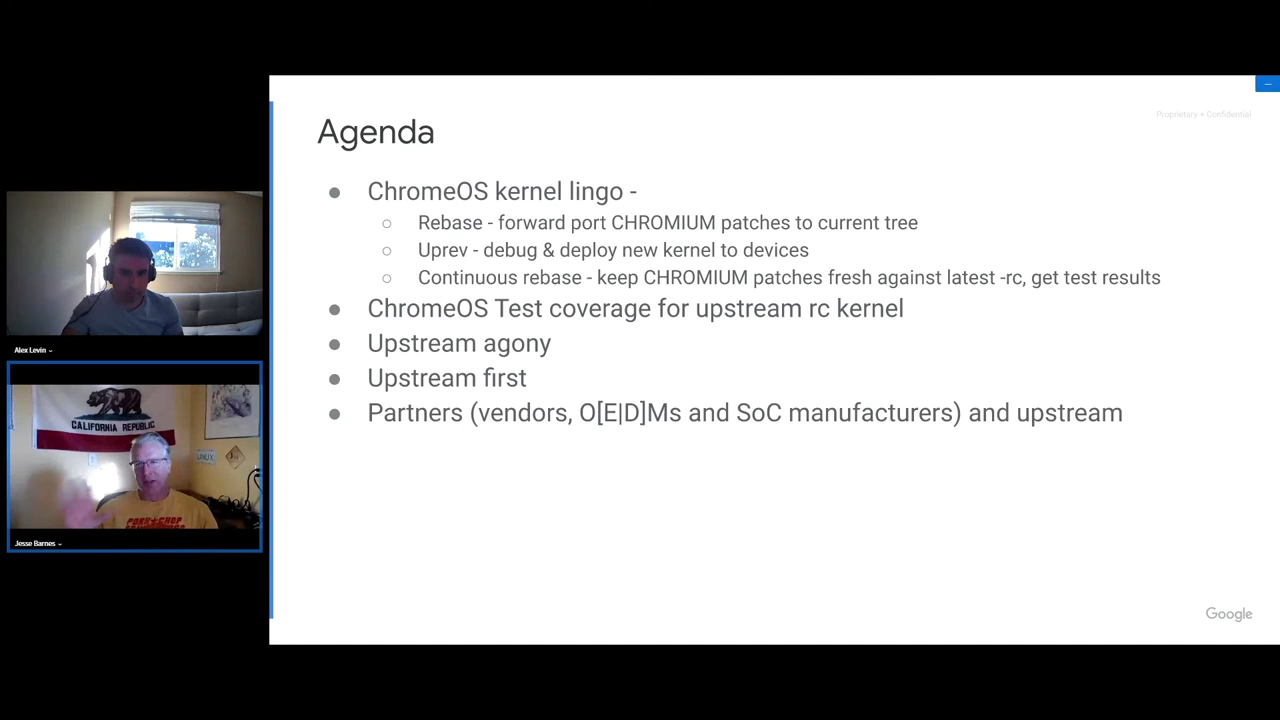 Proprietary + Confidential
Agenda
● ChromeOS kernel lingo -
○ Rebase - forward port CHROMIUM patches to current tree
○ Uprev - debug & deploy new kernel to devices
○ Continuous rebase - keep CHROMIUM patches fresh against latest -rc, get test results
● ChromeOS Test coverage for upstream rc kernel
● Upstream agony
● Upstream first
● Partners (vendors, O[E|D]Ms and SoC manufacturers) and upstream
Google
Alex Levin
CALIFORNIA REPUBLIC
Jesse Barnes